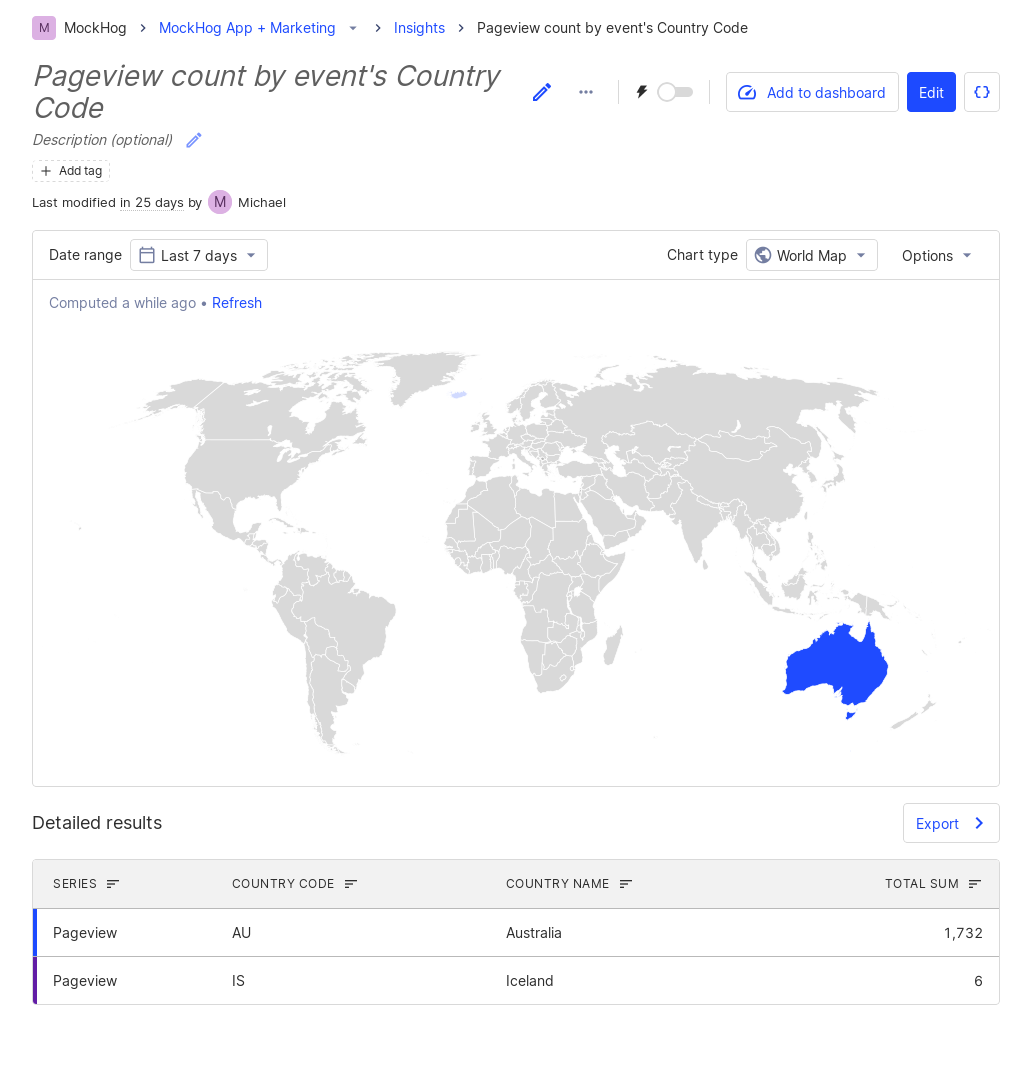 M MockHog MockHog App + Marketing Insights Pageview count by event's Country Code
Pageview count by event's Country
Code
Add to dashboard Edit
Description (optional)
Add tag
Last modified in 25 days by M Michael
Date range Last 7 days Chart type World Map Options
Computed a while ago • Refresh
Detailed results Export
SERIES COUNTRY CODE COUNTRY NAME TOTAL SUM
Pageview AU Australia 1,732
Pageview IS Iceland 6